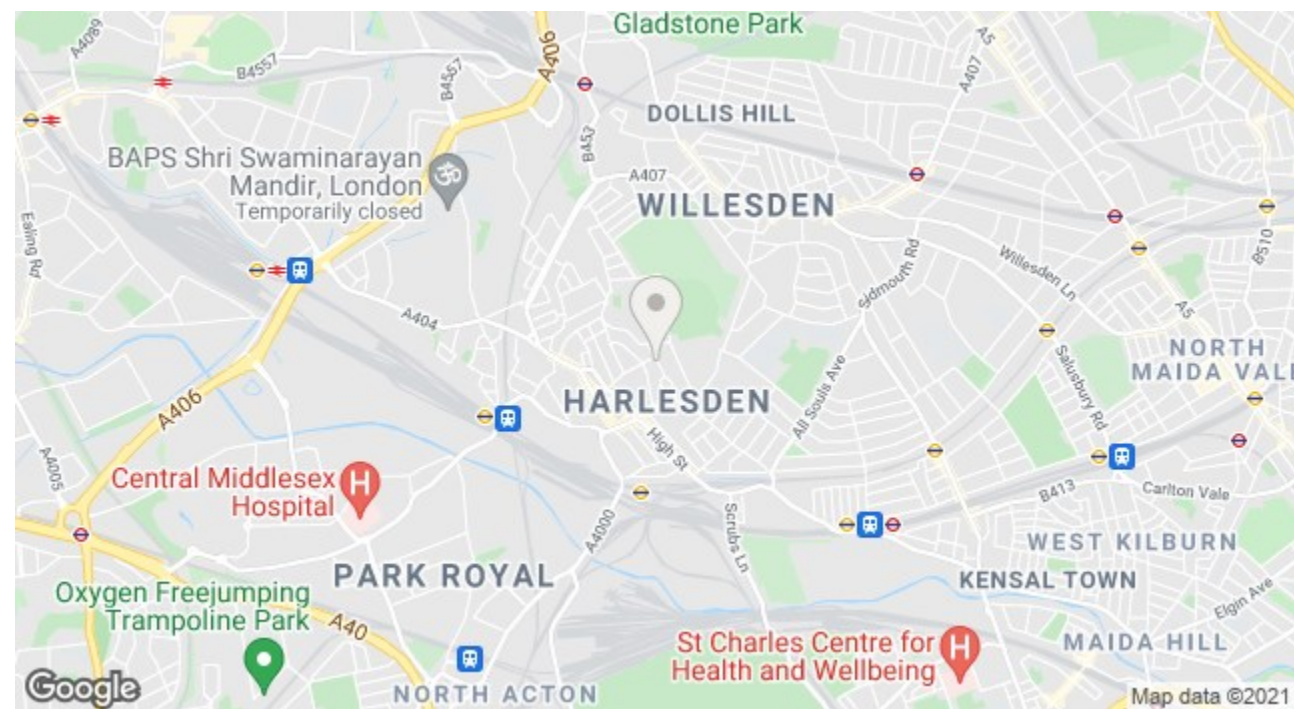 Gladstone Park
A4089
B4557
B4557
A406
A5
A407
DOLLIS HILL
B453
BAPS Shri Swaminarayan
Mandir, London
Temporarily closed
A407
WILLESDEN
Ealing Rd
Sidmouth Rd
Willesden Ln
B510
A404
A5
NORTH
MAIDA VALE
Salusbury Rd
All Souls Ave
HARLESDEN
A406
High St
A4005
Central Middlesex
Hospital
B413
Carlton Vale
Scrubs Ln
A4000
WEST KILBURN
PARK ROYAL
KENSAL TOWN
Oxygen Freejumping
Trampoline Park
Elgin Ave
A40
St Charles Centre for
Health and Wellbeing
MAIDA HILL
NORTH ACTON
Google
Map data ©2021